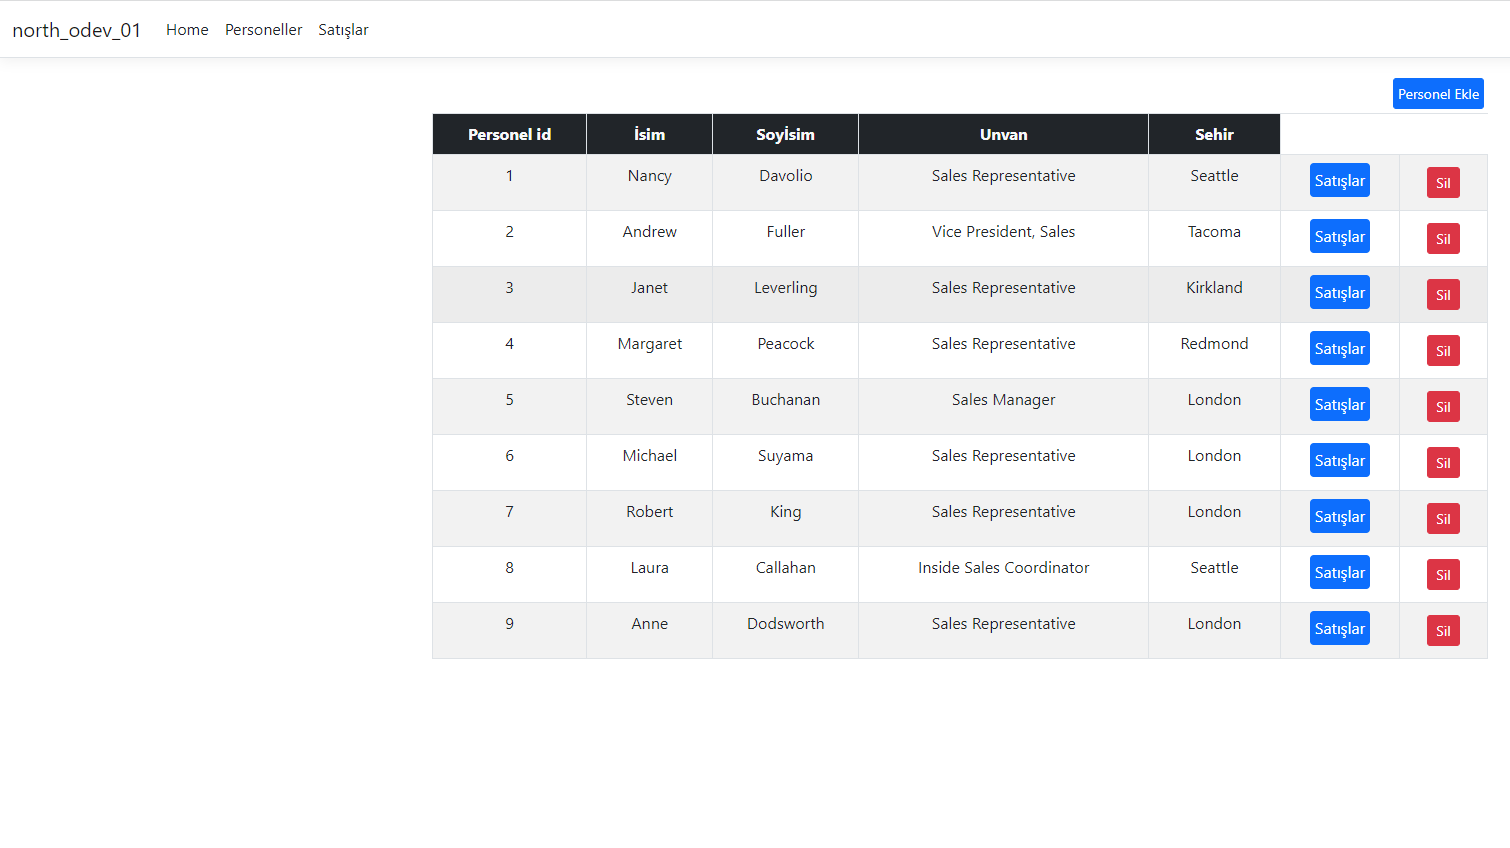 north_odev_01 Home Personeller Satışlar
Personel Ekle
Personel id İsim Soyİsim Unvan Sehir
1 Nancy Davolio Sales Representative Seattle Satışlar Sil
2 Andrew Fuller Vice President, Sales Tacoma Satışlar Sil
3 Janet Leverling Sales Representative Kirkland Satışlar Sil
4 Margaret Peacock Sales Representative Redmond Satışlar Sil
5 Steven Buchanan Sales Manager London Satışlar Sil
6 Michael Suyama Sales Representative London Satışlar Sil
7 Robert King Sales Representative London Satışlar Sil
8 Laura Callahan Inside Sales Coordinator Seattle Satışlar Sil
9 Anne Dodsworth Sales Representative London Satışlar Sil